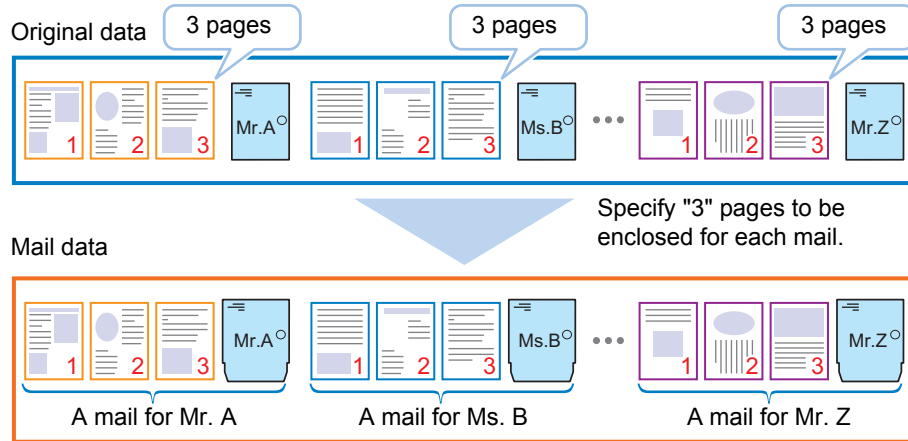 3 pages
3 pages
3 pages
Original data
1 2 3 Mr.A 1 2 3 Ms.B 1 2 3 Mr.Z
Specify "3" pages to be
enclosed for each mail.
Mail data
1 2 3 Mr.A 1 2 3 Ms.B 1 2 3 Mr.Z
A mail for Mr. A
A mail for Ms. B
A mail for Mr. Z